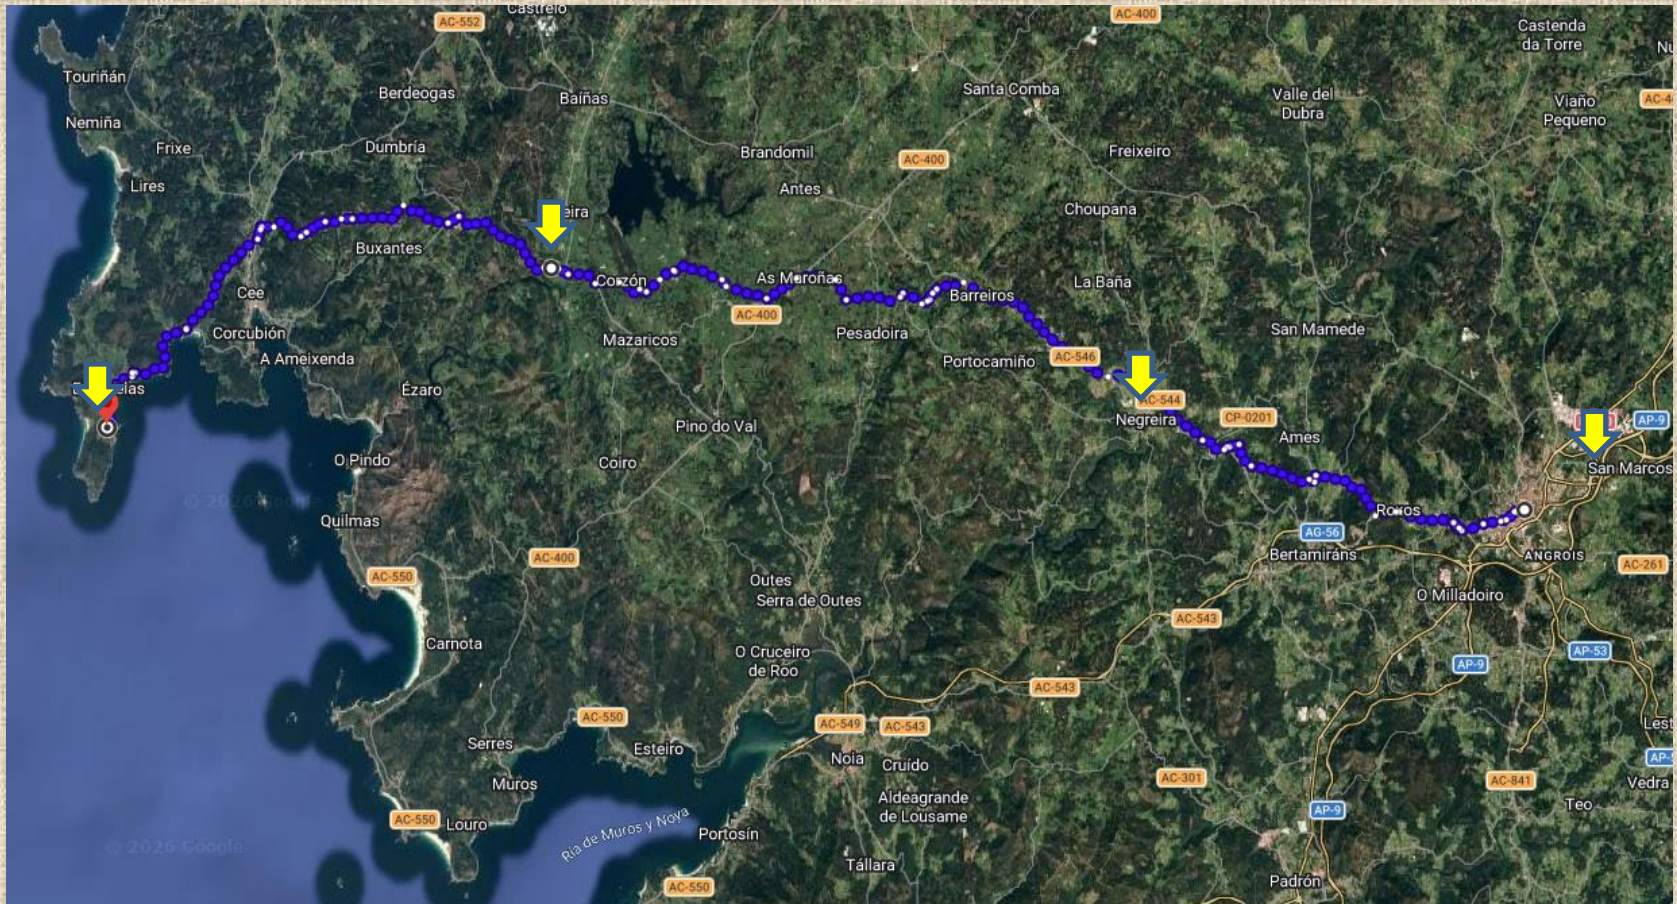 Castrelo
AC-552
AC-400
Castenda
da Torre
Touriñán
Berdeogas
Baíñas
Santa Comba
Valle del
Dubra
Viaño
Pequeno
Nemiña
Frixe
Dumbría
Brandomil
AC-400
Freixeiro
Lires
Antes
Choupana
Buxantes
Corzón
As Maroñas
Barreiros
La Baña
Cee
AC-400
Corcubión
Mazaricos
Pesadoira
San Mamede
A Ameixenda
Portocamiño
AC-546
Ézaro
AC-544
Negreira
CP-0201
AP-9
Pino do Val
Ames
O Pindo
Coiro
San Marcos
© 2026 Google
Quilmas
Roxos
AG-56
Bertamiráns
ANGROIS
AC-400
AC-550
AC-261
Outes
Serra de Outes
O Milladoiro
AC-543
Carnota
O Cruceiro
de Roo
AP-9
AP-53
AC-543
AC-550
AC-549
AC-543
Serres
Esteiro
Noia
Cruído
AC-301
AC-841
Muros
Vedra
Aldeagrande
de Lousame
AP-9
Teo
AC-550
Louro
Ría de Muros y Noya
Portosín
© 2026 Google
Tállara
AC-550
Padrón